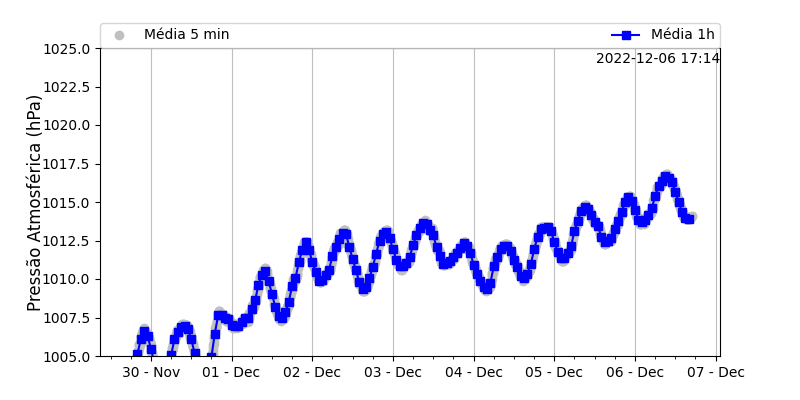 Média 5 min
Média 1h
2022-12-06 17:14
Pressão Atmosférica (hPa)
1025.0
1022.5
1020.0
1017.5
1015.0
1012.5
1010.0
1007.5
1005.0
30 - Nov
01 - Dec
02 - Dec
03 - Dec
04 - Dec
05 - Dec
06 - Dec
07 - Dec